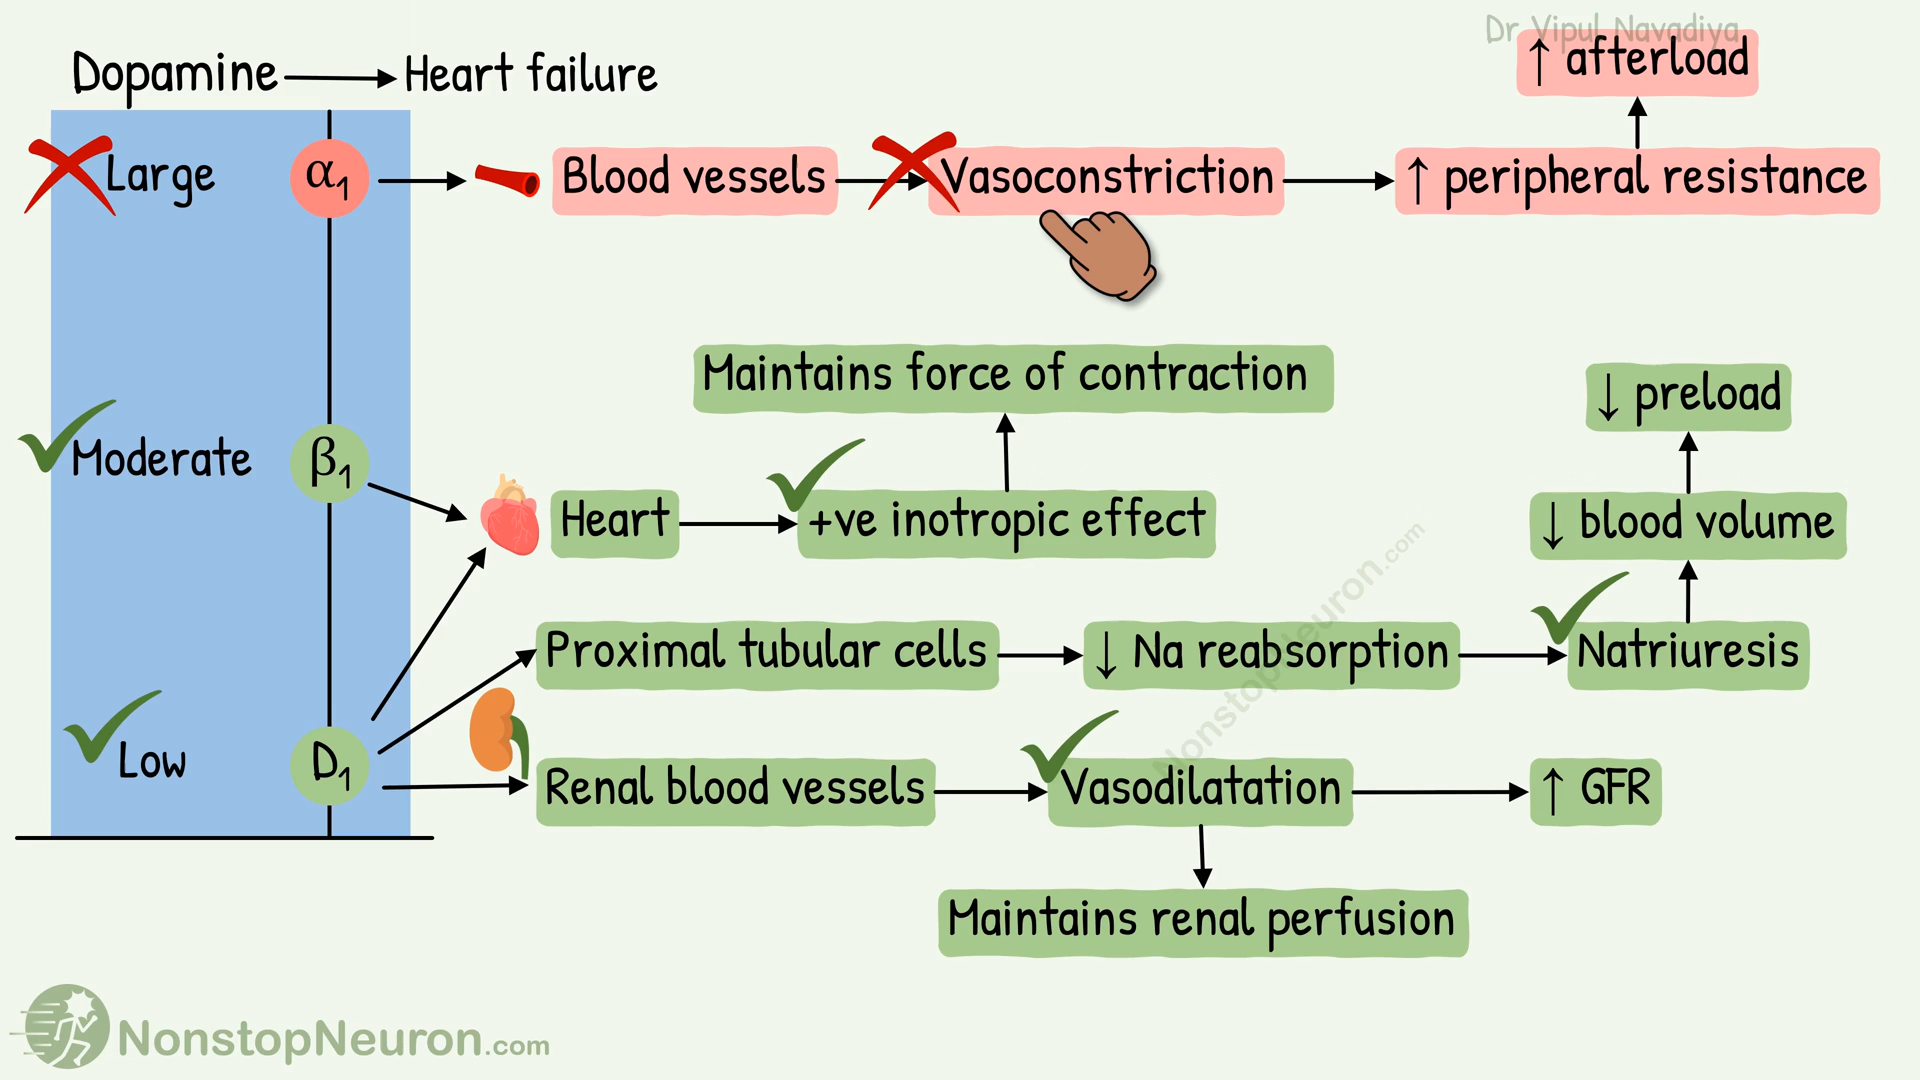 Dr Vipul Navadiya
Dopamine
Heart failure
↑ afterload
Large
α1
Blood vessels
Vasoconstriction
↑ peripheral resistance
Maintains force of contraction
↓ preload
Moderate
β1
Heart
+ve inotropic effect
↓ blood volume
Proximal tubular cells
↓ Na reabsorption
Natriuresis
Low
D1
Renal blood vessels
Vasodilatation
↑ GFR
Maintains renal perfusion
NonstopNeuron.com
NonstopNeuron.com